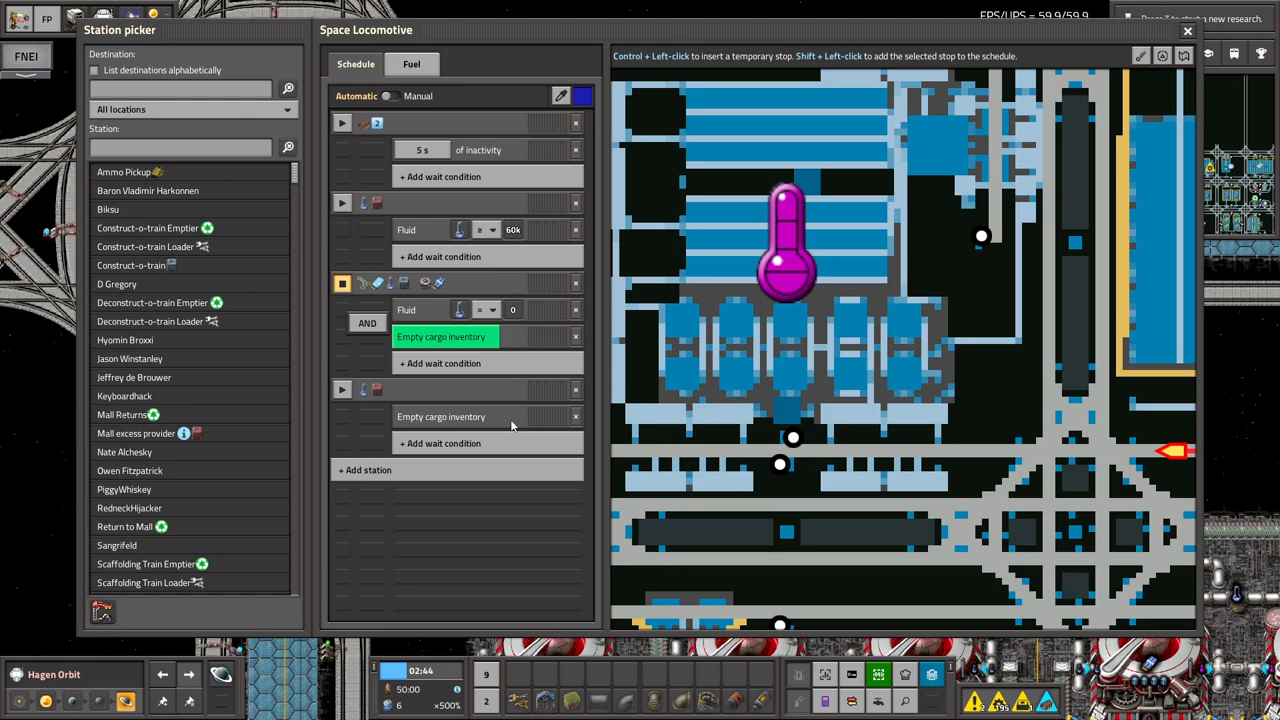 FP
FNEI
EPS/UPS = 59.9/59.9
Press T to start a new research.
Station picker
Destination:
List destinations alphabetically
All locations
Station:
Ammo Pickup
Baron Vladimir Harkonnen
Biksu
Construct-o-train Emptier
Construct-o-train Loader
Construct-o-train
D Gregory
Deconstruct-o-train Emptier
Deconstruct-o-train Loader
Hyomin Broxxi
Jason Winstanley
Jeffrey de Brouwer
Keyboardhack
Mall Returns
Mall excess provider
Nate Alchesky
Owen Fitzpatrick
PiggyWhiskey
RedneckHijacker
Return to Mall
Sangrifeld
Scaffolding Train Emptier
Scaffolding Train Loader
Space Locomotive
Schedule
Fuel
Automatic
Manual
2
5 s
of inactivity
+ Add wait condition
Fluid
≥
60k
+ Add wait condition
Fluid
=
0
AND
Empty cargo inventory
+ Add wait condition
Empty cargo inventory
+ Add wait condition
+ Add station
Control + Left-click to insert a temporary stop. Shift + Left-click to add the selected stop to the schedule.
Hagen Orbit
02:44
50:00
6
×500%
9
2